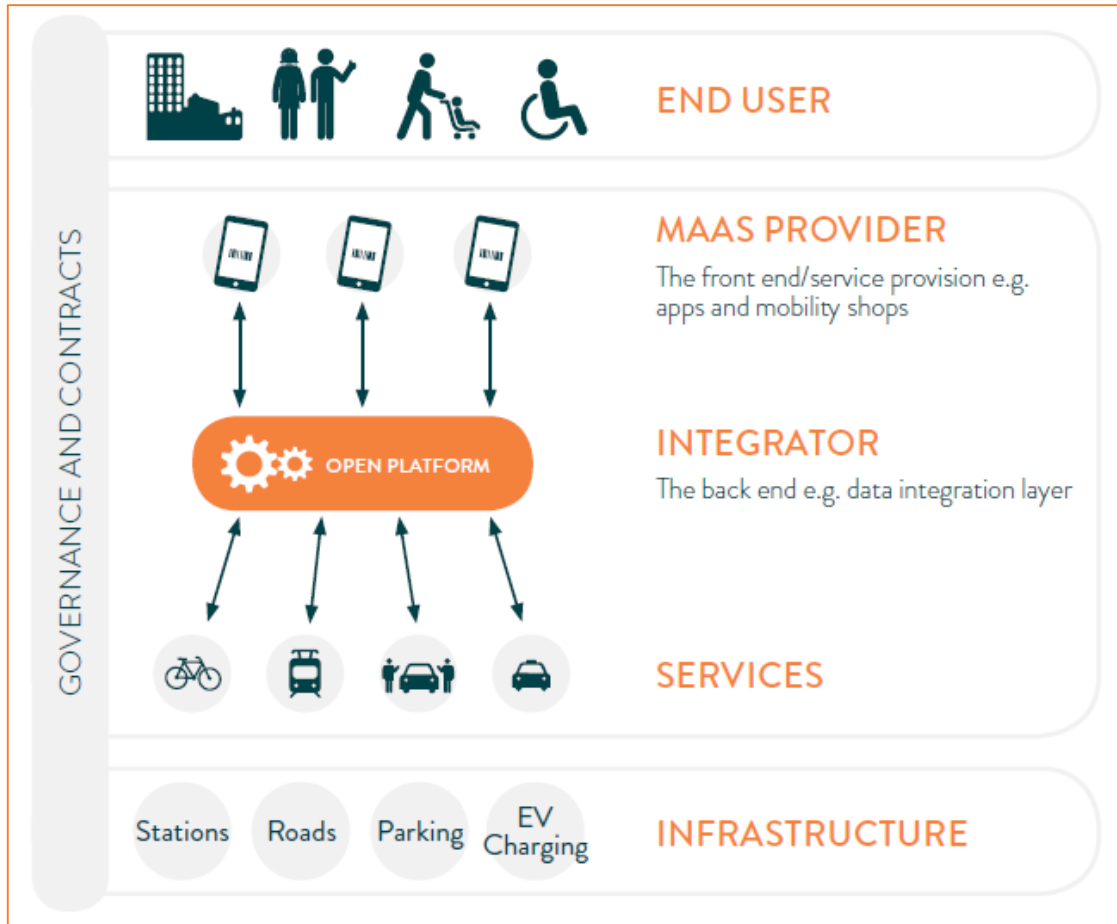 GOVERNANCE AND CONTRACTS
END USER
MAAS PROVIDER
The front end/service provision e.g.
apps and mobility shops
INTEGRATOR
The back end e.g. data integration layer
OPEN PLATFORM
SERVICES
Stations
Roads
Parking
EV
Charging
INFRASTRUCTURE